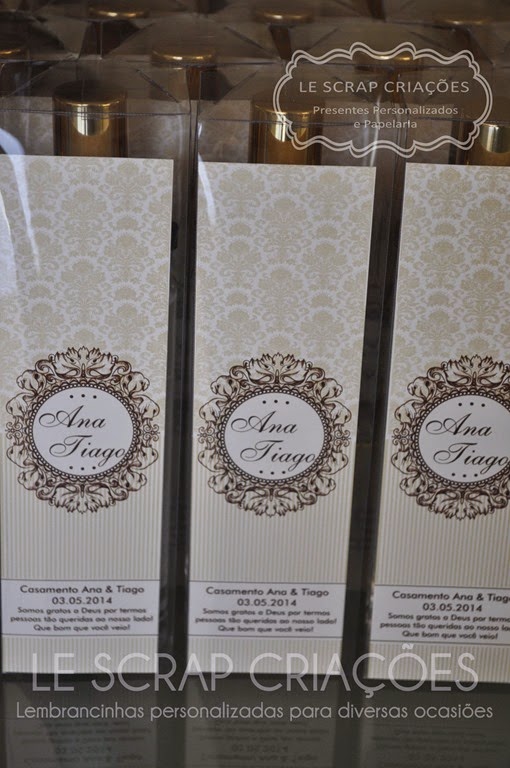 LE SCRAP CRIAÇÕES
Presentes Personalizados
e Papelaria
Ana
Tiago
Casamento Ana & Tiago
03.05.2014
Somos gratos a Deus por termos
pessoas tão queridas ao nosso lado!
Que bom que você veio!
Ana
Tiago
Casamento Ana & Tiago
03.05.2014
Somos gratos a Deus por termos
pessoas tão queridas ao nosso lado!
Que bom que você veio!
Ana
Tiago
Casamento Ana & Tiago
03.05.2014
Somos gratos a Deus por termos
pessoas tão queridas ao nosso lado!
Que bom que você veio!
LE SCRAP CRIAÇÕES
Lembrancinhas personalizadas para diversas ocasiões